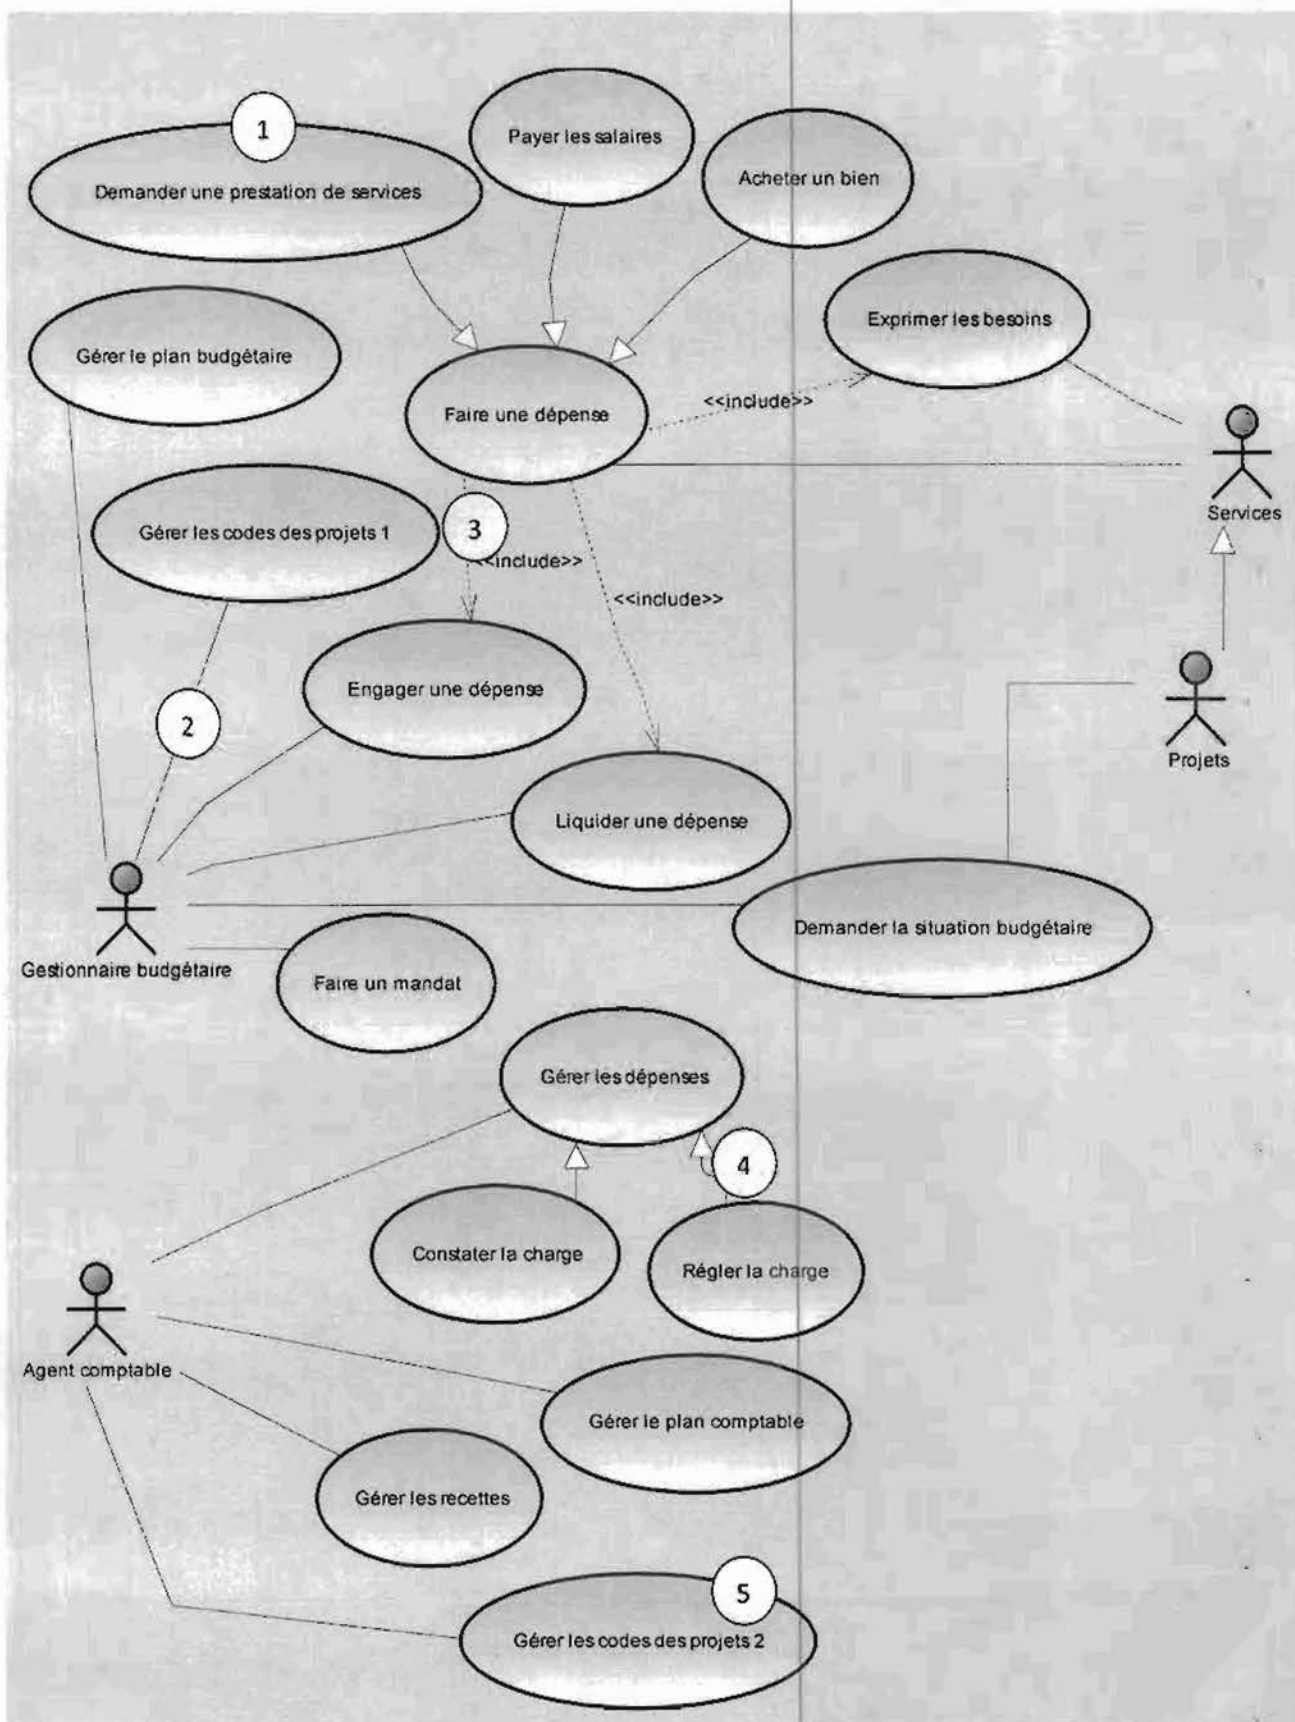 1
Payer les salaires
Acheter un bien
Demander une prestation de services
Exprimer les besoins
Gérer le plan budgétaire
<<include>>
Faire une dépense
Services
3
Gérer les codes des projets 1
<<include>>
<<include>>
Engager une dépense
2
Projets
Liquider une dépense
Demander la situation budgétaire
Gestionnaire budgétaire
Faire un mandat
Gérer les dépenses
4
Constater la charge
Régler la charge
Agent comptable
Gérer le plan comptable
Gérer les recettes
5
Gérer les codes des projets 2